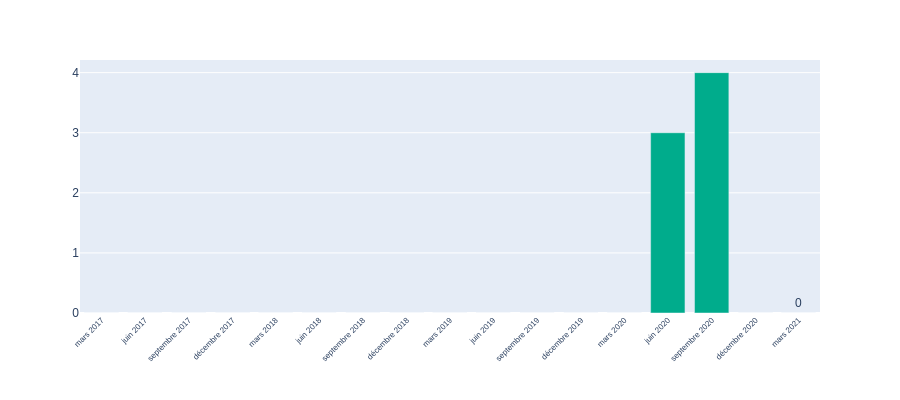 4
3
2
1
0
0
mars 2017
juin 2017
septembre 2017
décembre 2017
mars 2018
juin 2018
septembre 2018
décembre 2018
mars 2019
juin 2019
septembre 2019
décembre 2019
mars 2020
juin 2020
septembre 2020
décembre 2020
mars 2021